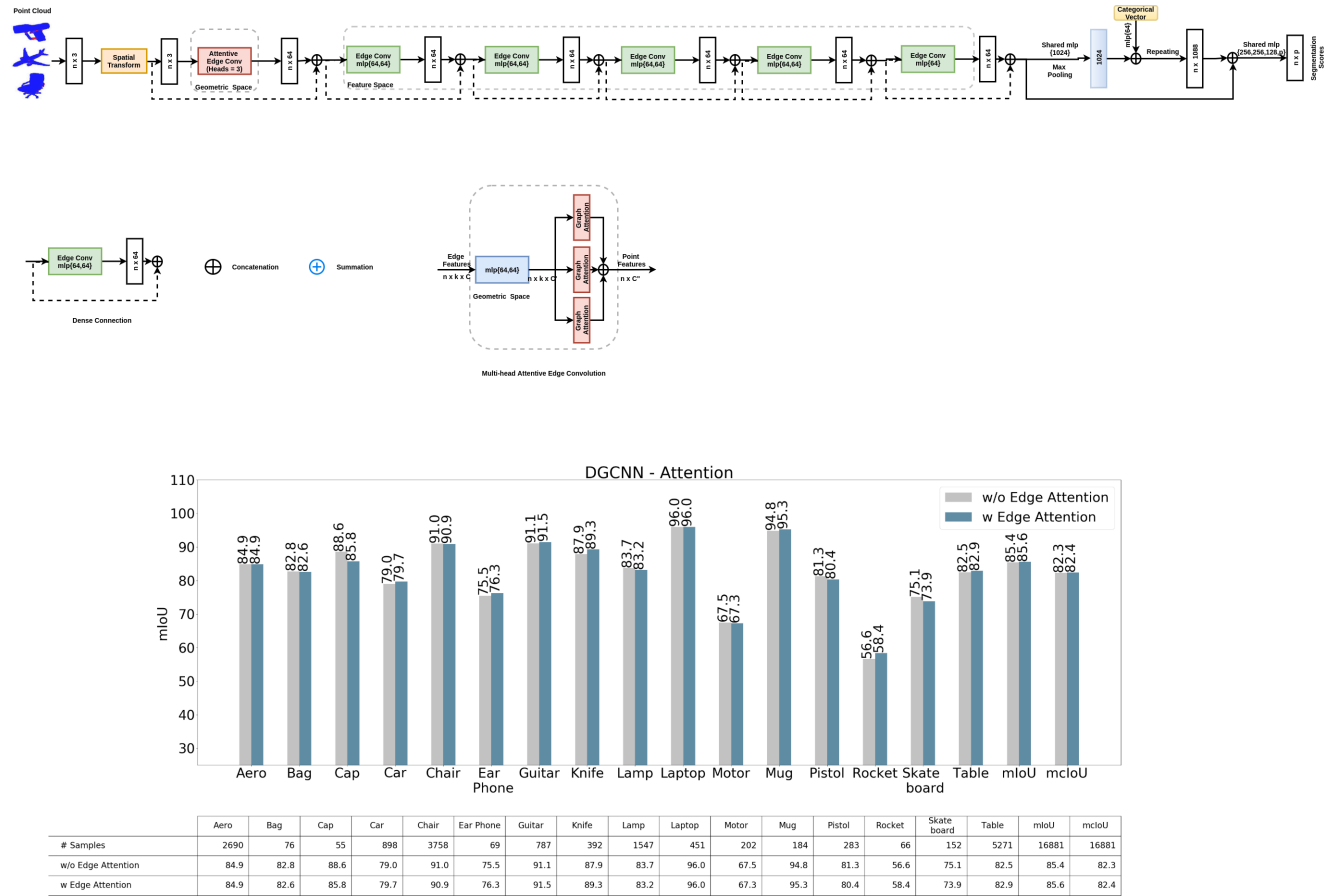 Point Cloud
n x 3
Spatial
Transform
n x 3
Attentive
Edge Conv
(Heads = 3)
Geometric Space
n x 64
Edge Conv
mlp{64,64}
Feature Space
n x 64
Edge Conv
mlp{64,64}
n x 64
Edge Conv
mlp{64,64}
n x 64
Edge Conv
mlp{64,64}
n x 64
Edge Conv
mlp{64}
n x 64
Shared mlp
{1024}
Max
Pooling
1024
Categorical
Vector
mlp{64}
Repeating
n x 1088
Shared mlp
{256,256,128,p}
n x p
Segmentation
Scores
Edge Conv
mlp{64,64}
n x 64
Dense Connection
Concatenation
Summation
Edge
Features
n x k x C
mlp{64,64}
Geometric Space
n x k x C'
Graph
Attention
Graph
Attention
Graph
Attention
Point
Features
n x C"
Multi-head Attentive Edge Convolution
DGCNN - Attention
w/o Edge Attention
w Edge Attention
mIoU
110
100
90
80
70
60
50
40
30
84.9 84.9
82.8 82.6
88.6 85.8
79.0 79.7
91.0 90.9
75.5 76.3
91.1 91.5
87.9 89.3
83.7 83.2
96.0 96.0
67.5 67.3
94.8 95.3
81.3 80.4
56.6 58.4
75.1 73.9
82.5 82.9
85.4 85.6
82.3 82.4
Aero Bag Cap Car Chair Ear Guitar Knife Lamp Laptop Motor Mug Pistol Rocket Skate Table mIoU mcIoU
Phone board
Aero Bag Cap Car Chair Ear Phone Guitar Knife Lamp Laptop Motor Mug Pistol Rocket Skate board Table mIoU mcIoU
# Samples 2690 76 55 898 3758 69 787 392 1547 451 202 184 283 66 152 5271 16881 16881
w/o Edge Attention 84.9 82.8 88.6 79.0 91.0 75.5 91.1 87.9 83.7 96.0 67.5 94.8 81.3 56.6 75.1 82.5 85.4 82.3
w Edge Attention 84.9 82.6 85.8 79.7 90.9 76.3 91.5 89.3 83.2 96.0 67.3 95.3 80.4 58.4 73.9 82.9 85.6 82.4